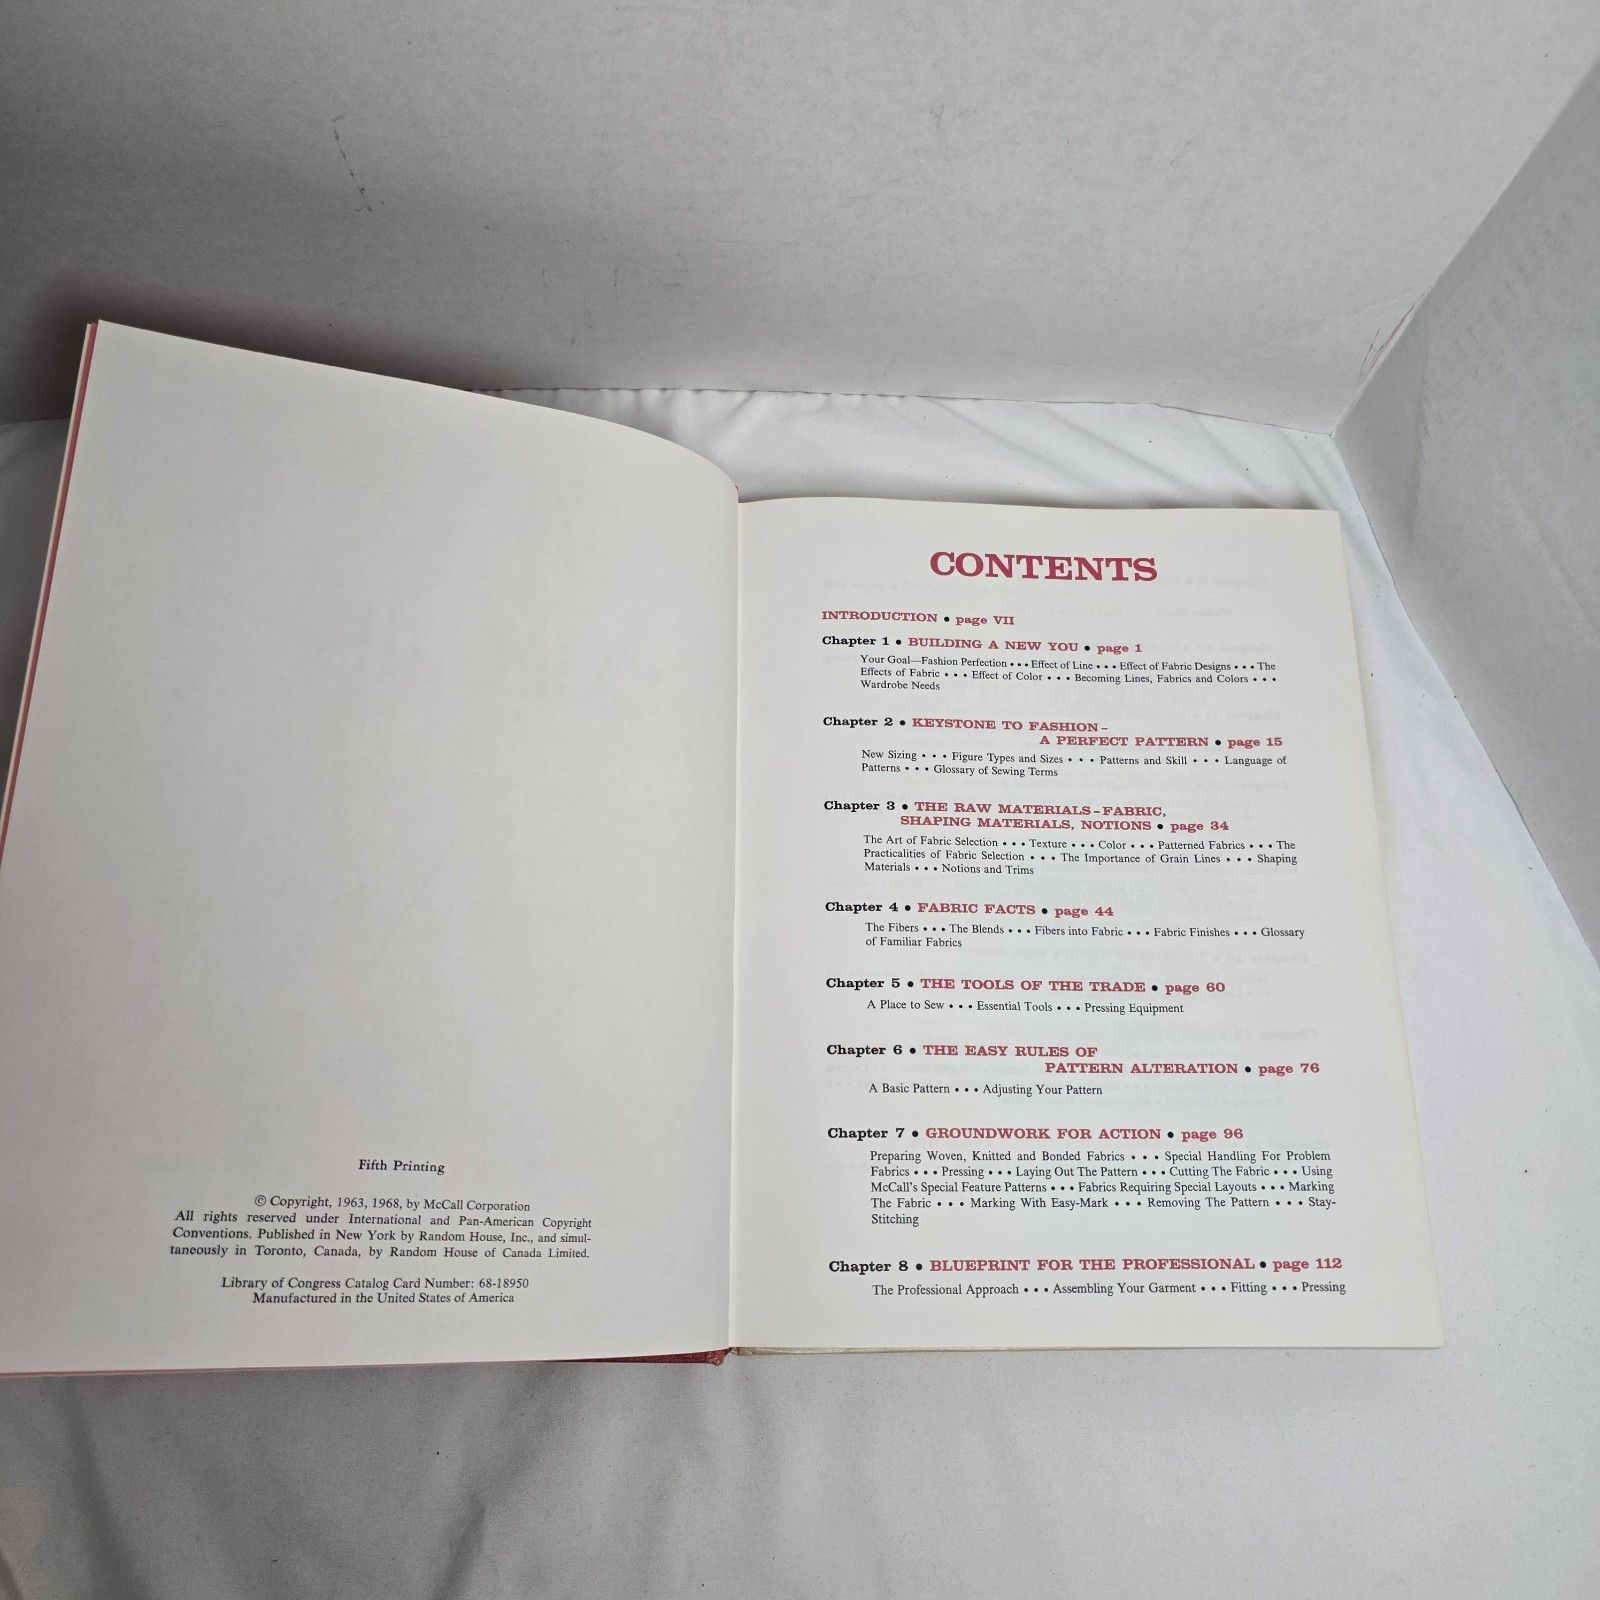 Fifth Printing
© Copyright, 1963, 1968, by McCall Corporation
All rights reserved under International and Pan-American Copyright
Conventions. Published in New York by Random House, Inc., and simul-
taneously in Toronto, Canada, by Random House of Canada Limited.
Library of Congress Catalog Card Number: 68-18950
Manufactured in the United States of America
CONTENTS
INTRODUCTION • page VII
Chapter 1 • BUILDING A NEW YOU • page 1
Your Goal—Fashion Perfection • • • Effect of Line • • • Effect of Fabric Designs • • • The
Effects of Fabric • • • Effect of Color • • • Becoming Lines, Fabrics and Colors • • •
Wardrobe Needs
Chapter 2 • KEYSTONE TO FASHION–
A PERFECT PATTERN • page 15
New Sizing • • • Figure Types and Sizes • • • Patterns and Skill • • • Language of
Patterns • • • Glossary of Sewing Terms
Chapter 3 • THE RAW MATERIALS–FABRIC,
SHAPING MATERIALS, NOTIONS • page 34
The Art of Fabric Selection • • • Texture • • • Color • • • Patterned Fabrics • • • The
Practicalities of Fabric Selection • • • The Importance of Grain Lines • • • Shaping
Materials • • • Notions and Trims
Chapter 4 • FABRIC FACTS • page 44
The Fibers • • • The Blends • • • Fibers into Fabric • • • Fabric Finishes • • • Glossary
of Familiar Fabrics
Chapter 5 • THE TOOLS OF THE TRADE • page 60
A Place to Sew • • • Essential Tools • • • Pressing Equipment
Chapter 6 • THE EASY RULES OF
PATTERN ALTERATION • page 76
A Basic Pattern • • • Adjusting Your Pattern
Chapter 7 • GROUNDWORK FOR ACTION • page 96
Preparing Woven, Knitted and Bonded Fabrics • • • Special Handling For Problem
Fabrics • • • Pressing • • • Laying Out The Pattern • • • Cutting The Fabric • • • Using
McCall's Special Feature Patterns • • • Fabrics Requiring Special Layouts • • • Marking
The Fabric • • • Marking With Easy-Mark • • • Removing The Pattern • • • Stay-
Stitching
Chapter 8 • BLUEPRINT FOR THE PROFESSIONAL • page 112
The Professional Approach • • • Assembling Your Garment • • • Fitting • • • Pressing